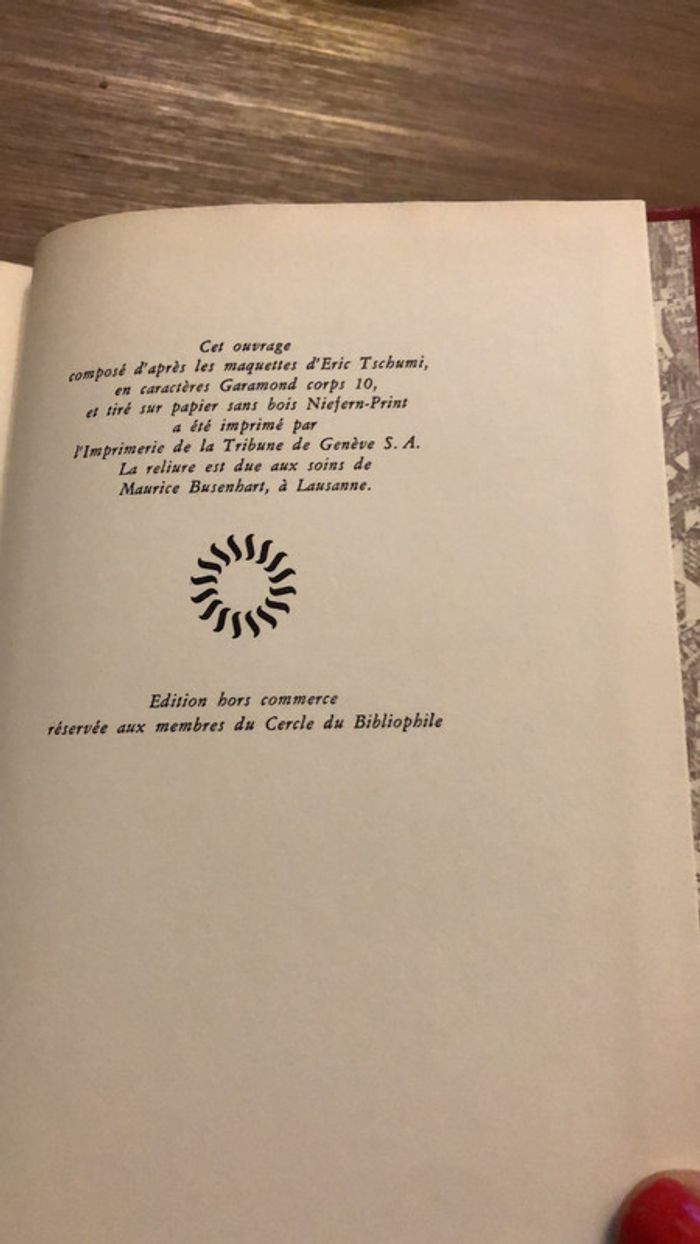 Cet ouvrage
composé d'après les maquettes d'Eric Tschumi,
en caractères Garamond corps 10,
et tiré sur papier sans bois Niefern-Print
a été imprimé par
l'Imprimerie de la Tribune de Genève S. A.
La reliure est due aux soins de
Maurice Busenhart, à Lausanne.
Edition hors commerce
réservée aux membres du Cercle du Bibliophile